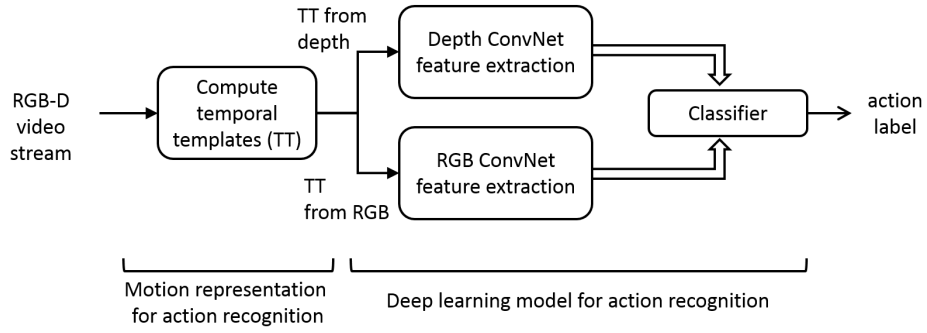 RGB-D
video
stream
Compute
temporal
templates (TT)
TT from
depth
TT
from RGB
Depth ConvNet
feature extraction
RGB ConvNet
feature extraction
Classifier
action
label
Motion representation
for action recognition
Deep learning model for action recognition